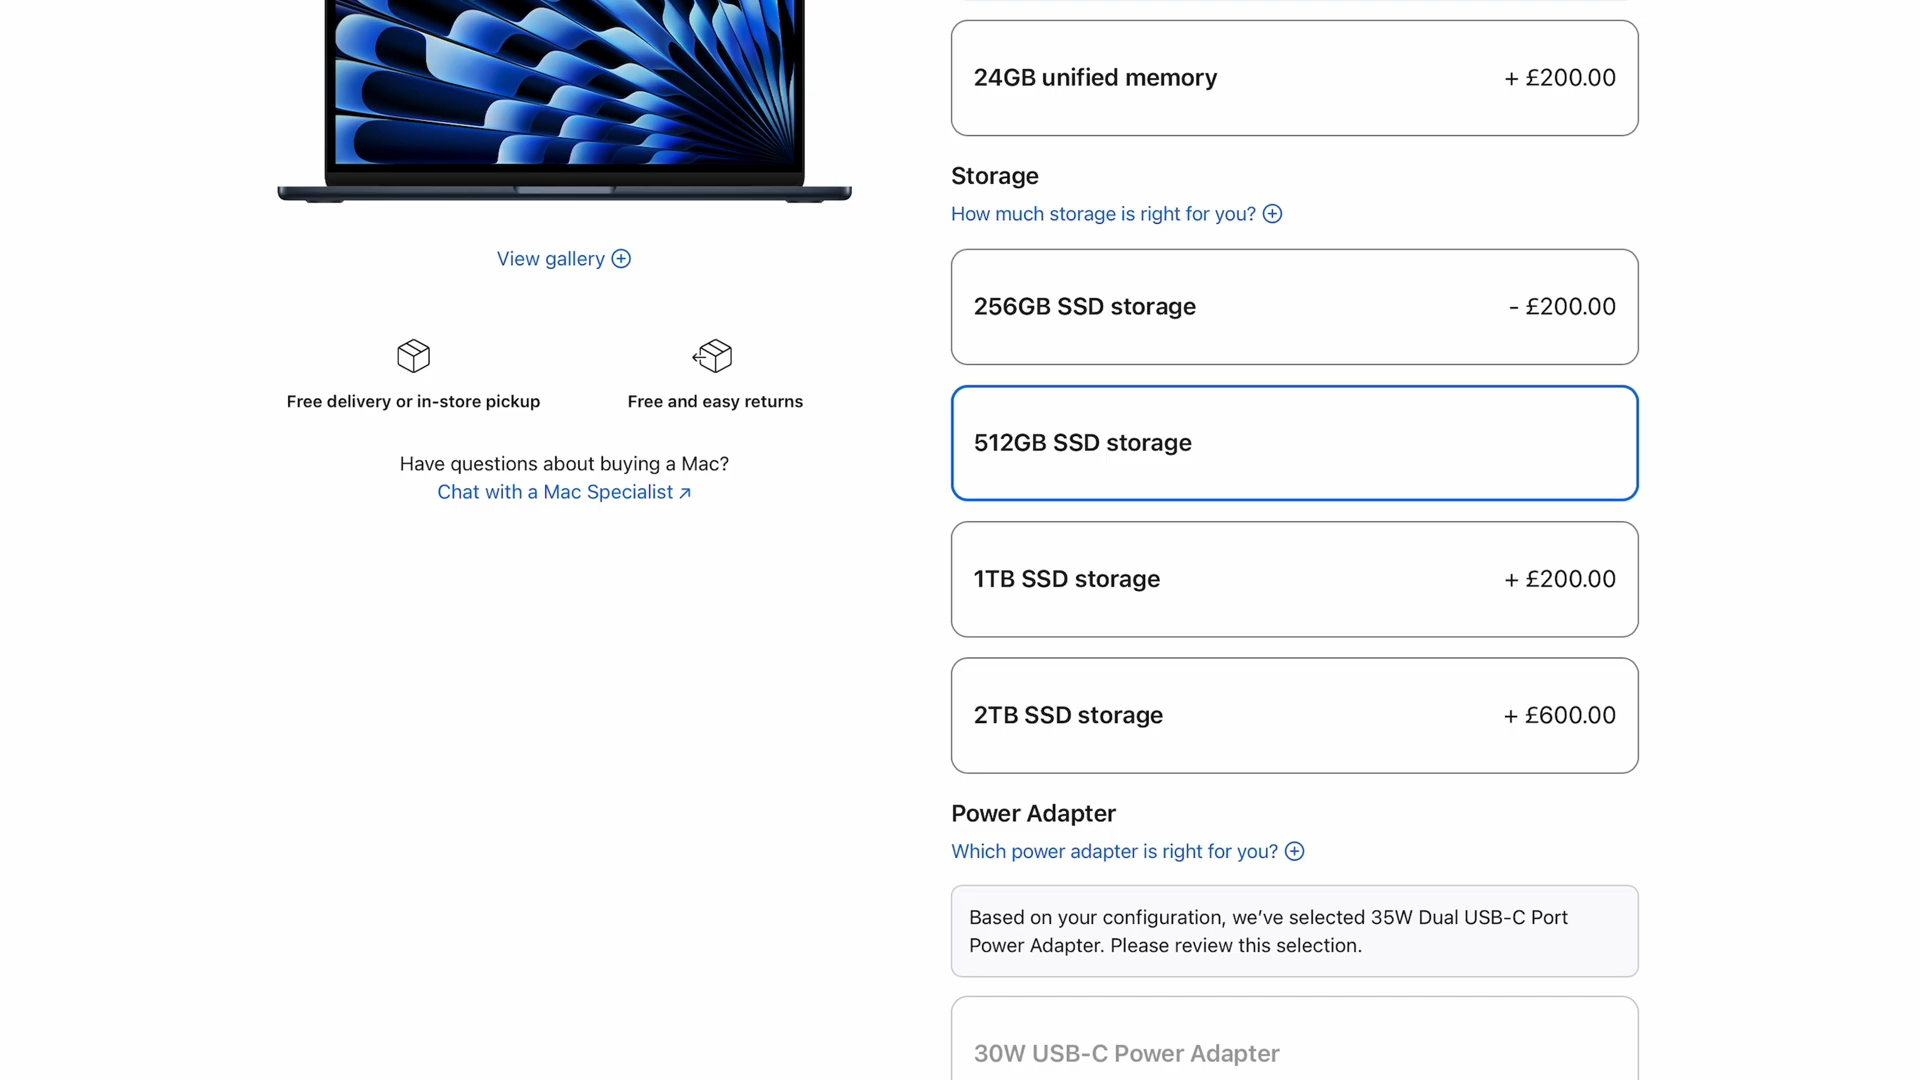 24GB unified memory
+ £200.00
Storage
How much storage is right for you?
256GB SSD storage
- £200.00
512GB SSD storage
1TB SSD storage
+ £200.00
2TB SSD storage
+ £600.00
Power Adapter
Which power adapter is right for you?
Based on your configuration, we’ve selected 35W Dual USB-C Port
Power Adapter. Please review this selection.
30W USB-C Power Adapter
View gallery
Free delivery or in-store pickup
Free and easy returns
Have questions about buying a Mac?
Chat with a Mac Specialist ↗